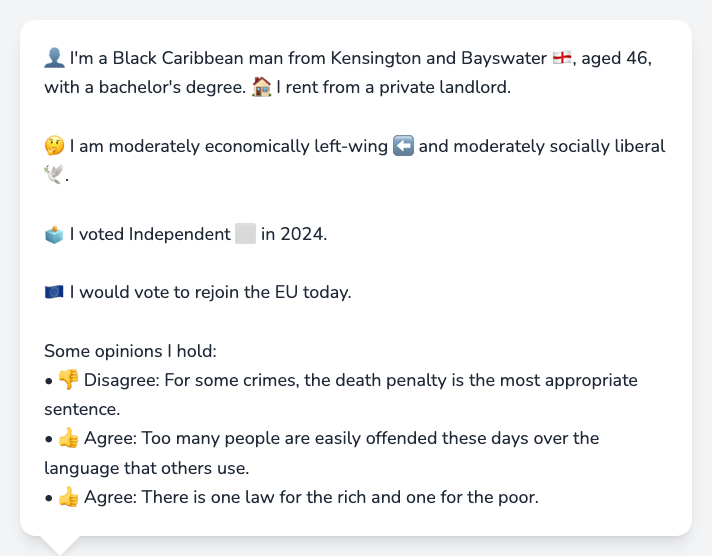 👤 I'm a Black Caribbean man from Kensington and Bayswater 🏴󠁧󠁢󠁥󠁮󠁧󠁿, aged 46,
with a bachelor's degree. 🏠 I rent from a private landlord.
🤔 I am moderately economically left-wing ⬅️ and moderately socially liberal
🕊️.
🗳️ I voted Independent ⬜ in 2024.
🇪🇺 I would vote to rejoin the EU today.
Some opinions I hold:
• 👎 Disagree: For some crimes, the death penalty is the most appropriate
sentence.
• 👍 Agree: Too many people are easily offended these days over the
language that others use.
• 👍 Agree: There is one law for the rich and one for the poor.